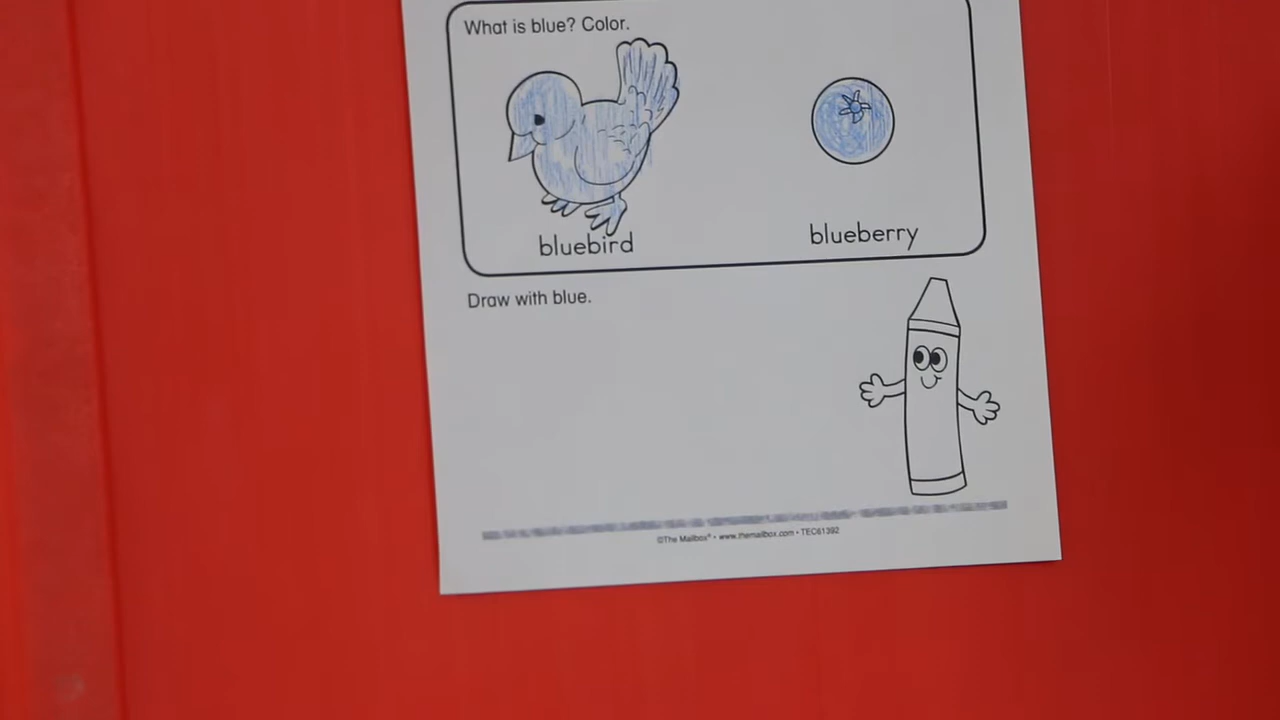 What is blue? Color.
bluebird
blueberry
Draw with blue.
©The Mailbox® • www.themailbox.com • TEC61392